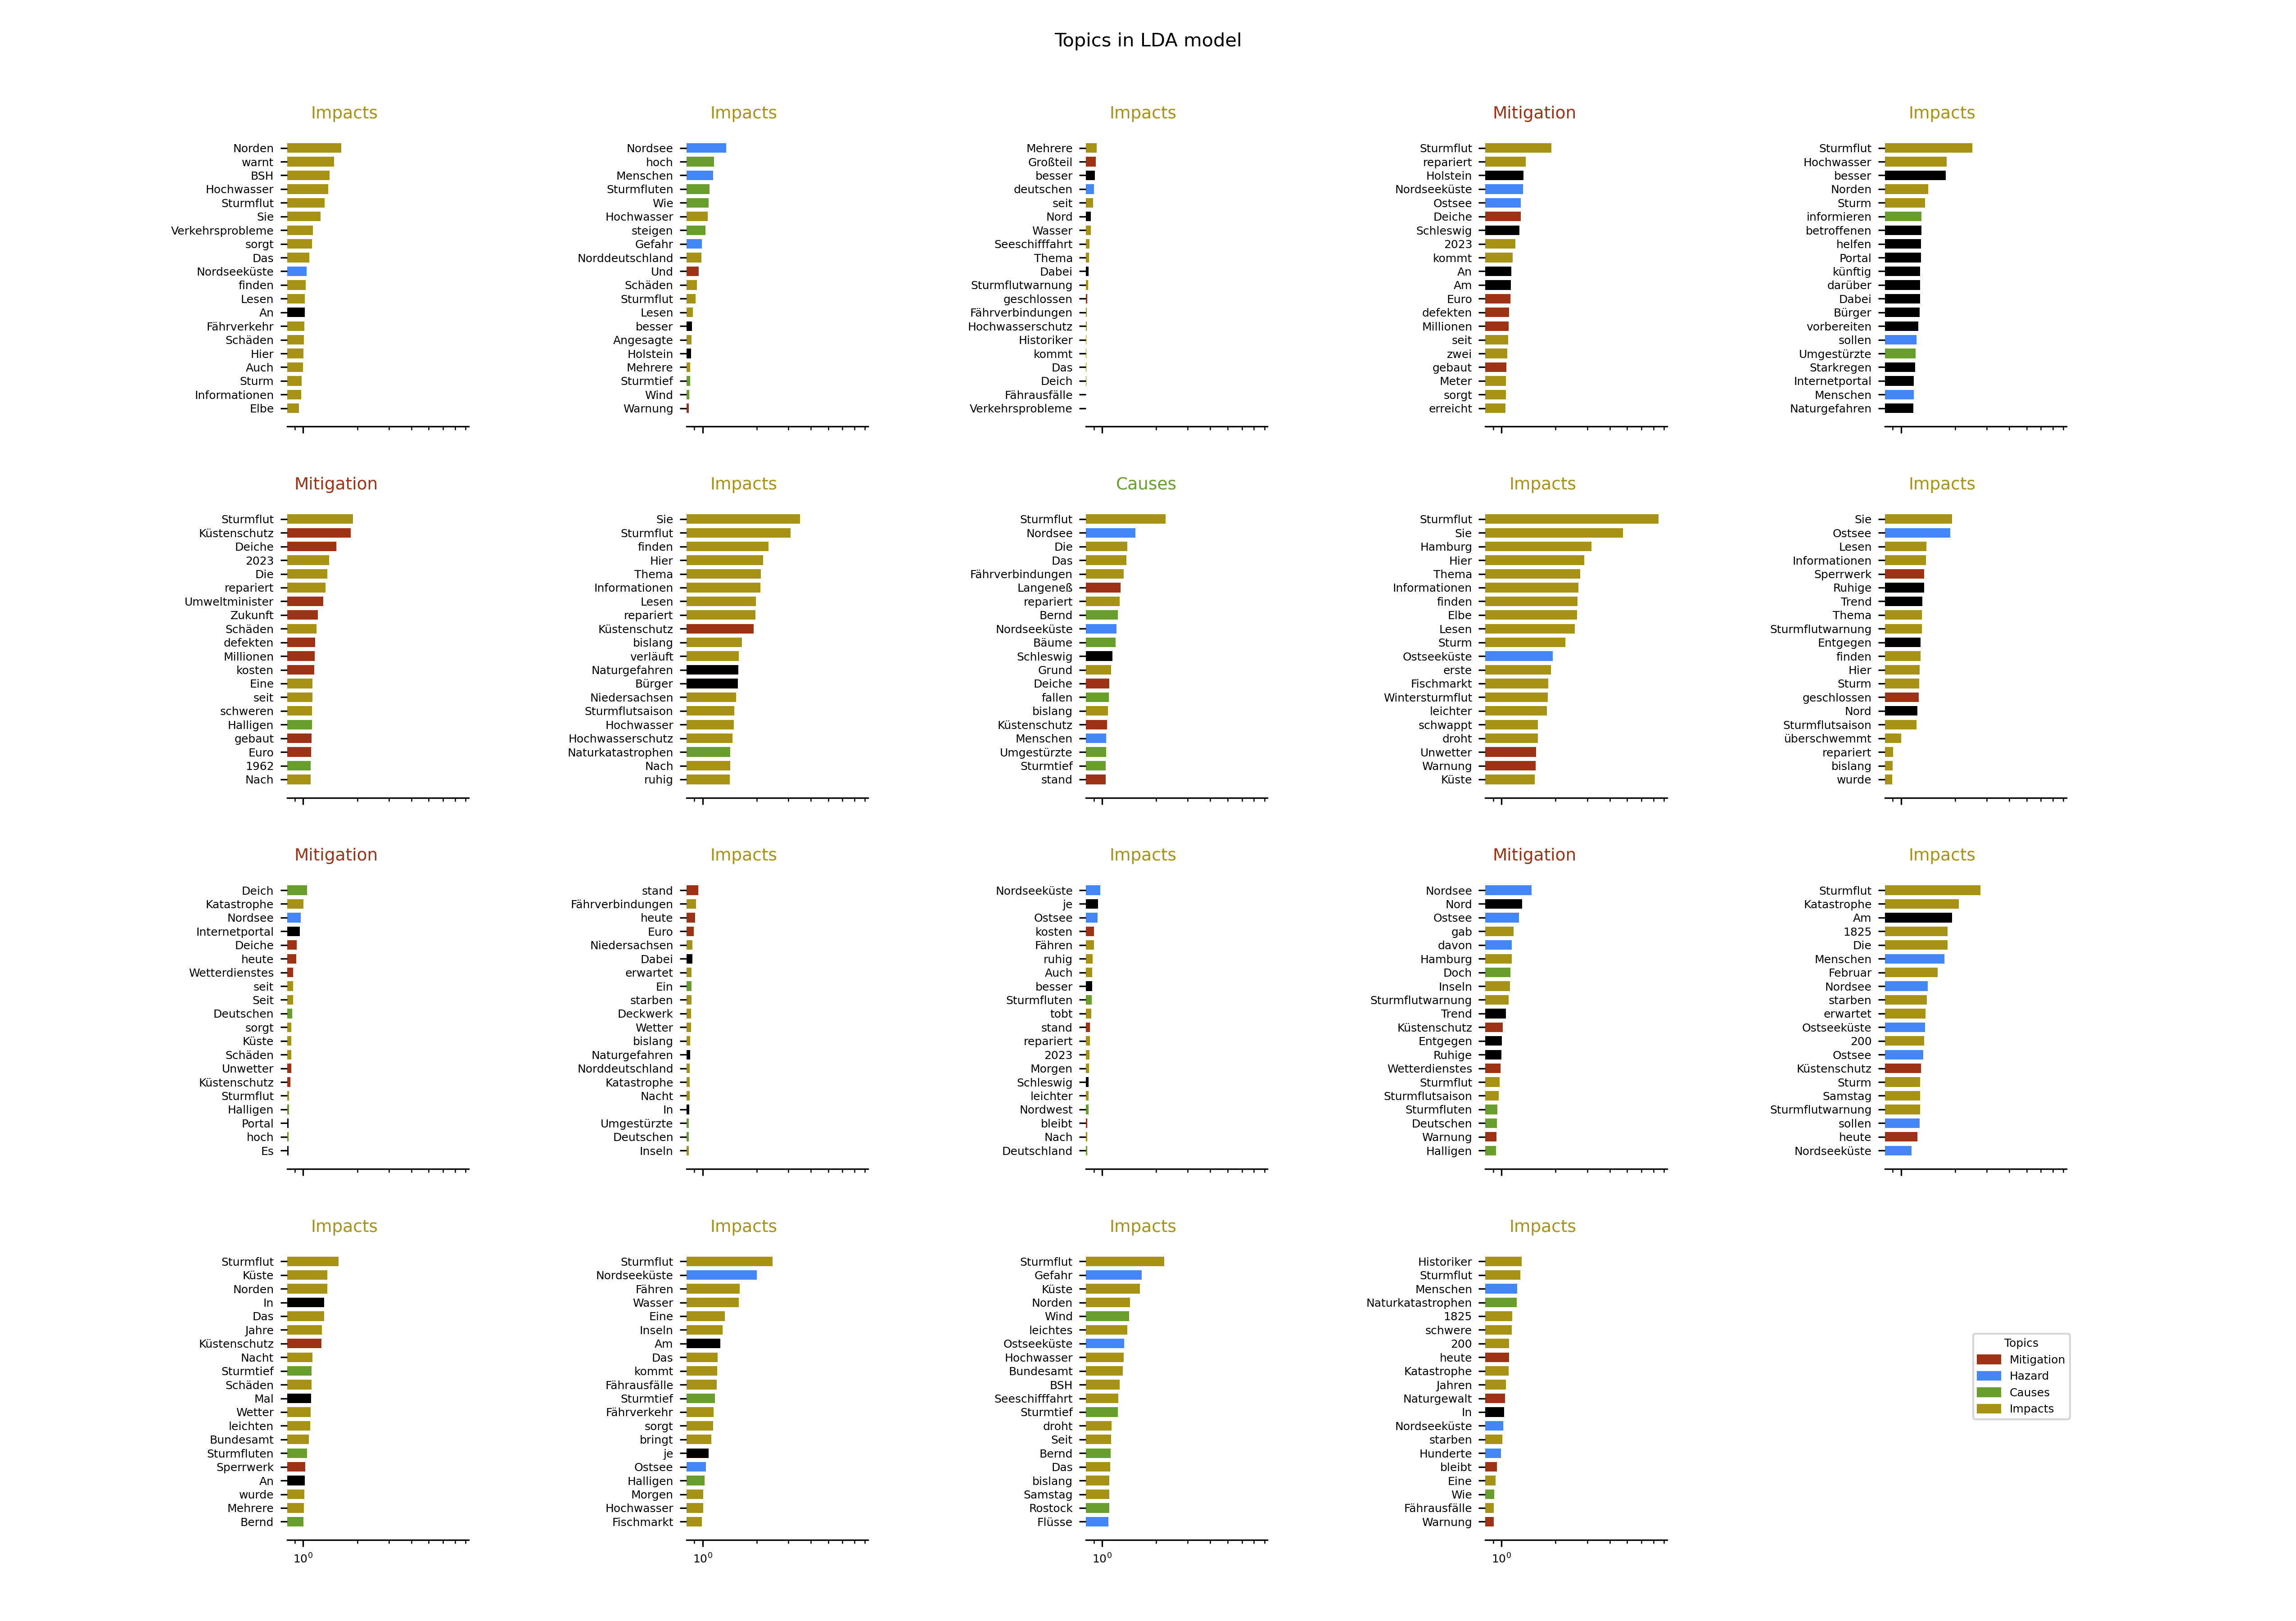 Topics in LDA model
Impacts
Norden
warnt
BSH
Hochwasser
Sturmflut
Sie
Verkehrsprobleme
sorgt
Das
Nordseeküste
finden
Lesen
An
Fährverkehr
Schäden
Hier
Auch
Sturm
Informationen
Elbe
Impacts
Nordsee
hoch
Menschen
Sturmfluten
Wie
Hochwasser
steigen
Gefahr
Norddeutschland
Und
Schäden
Sturmflut
Lesen
besser
Angesagte
Holstein
Mehrere
Sturmtief
Wind
Warnung
Impacts
Mehrere
Großteil
besser
deutschen
seit
Nord
Wasser
Seeschifffahrt
Thema
Dabei
Sturmflutwarnung
geschlossen
Fährverbindungen
Hochwasserschutz
Historiker
kommt
Das
Deich
Fährausfälle
Verkehrsprobleme
Mitigation
Sturmflut
repariert
Holstein
Nordseeküste
Ostsee
Deiche
Schleswig
2023
kommt
An
Am
Euro
defekten
Millionen
seit
zwei
gebaut
Meter
sorgt
erreicht
Impacts
Sturmflut
Hochwasser
besser
Norden
Sturm
informieren
betroffenen
helfen
Portal
künftig
darüber
Dabei
Bürger
vorbereiten
sollen
Umgestürzte
Starkregen
Internetportal
Menschen
Naturgefahren
Mitigation
Sturmflut
Küstenschutz
Deiche
2023
Die
repariert
Umweltminister
Zukunft
Schäden
defekten
Millionen
kosten
Eine
seit
schweren
Halligen
gebaut
Euro
1962
Nach
Impacts
Sie
Sturmflut
finden
Hier
Thema
Informationen
Lesen
repariert
Küstenschutz
bislang
verläuft
Naturgefahren
Bürger
Niedersachsen
Sturmflutsaison
Hochwasser
Hochwasserschutz
Naturkatastrophen
Nach
ruhig
Causes
Sturmflut
Nordsee
Die
Das
Fährverbindungen
Langeneß
repariert
Bernd
Nordseeküste
Bäume
Schleswig
Grund
Deiche
fallen
bislang
Küstenschutz
Menschen
Umgestürzte
Sturmtief
stand
Impacts
Sturmflut
Sie
Hamburg
Hier
Thema
Informationen
finden
Elbe
Lesen
Sturm
Ostseeküste
erste
Fischmarkt
Wintersturmflut
leichter
schwappt
droht
Unwetter
Warnung
Küste
Impacts
Sie
Ostsee
Lesen
Informationen
Sperrwerk
Ruhige
Trend
Thema
Sturmflutwarnung
Entgegen
finden
Hier
Sturm
geschlossen
Nord
Sturmflutsaison
überschwemmt
repariert
bislang
wurde
Mitigation
Deich
Katastrophe
Nordsee
Internetportal
Deiche
heute
Wetterdienstes
seit
Seit
Deutschen
sorgt
Küste
Schäden
Unwetter
Küstenschutz
Sturmflut
Halligen
Portal
hoch
Es
Impacts
stand
Fährverbindungen
heute
Euro
Niedersachsen
Dabei
erwartet
Ein
starben
Deckwerk
Wetter
bislang
Naturgefahren
Norddeutschland
Katastrophe
Nacht
In
Umgestürzte
Deutschen
Inseln
Impacts
Nordseeküste
je
Ostsee
kosten
Fähren
ruhig
Auch
besser
Sturmfluten
tobt
stand
repariert
2023
Morgen
Schleswig
leichter
Nordwest
bleibt
Nach
Deutschland
Mitigation
Nordsee
Nord
Ostsee
gab
davon
Hamburg
Doch
Inseln
Sturmflutwarnung
Trend
Küstenschutz
Entgegen
Ruhige
Wetterdienstes
Sturmflut
Sturmflutsaison
Sturmfluten
Deutschen
Warnung
Halligen
Impacts
Sturmflut
Katastrophe
Am
1825
Die
Menschen
Februar
Nordsee
starben
erwartet
Ostseeküste
200
Ostsee
Küstenschutz
Sturm
Samstag
Sturmflutwarnung
sollen
heute
Nordseeküste
Impacts
Sturmflut
Küste
Norden
In
Das
Jahre
Küstenschutz
Nacht
Sturmtief
Schäden
Mal
Wetter
leichten
Bundesamt
Sturmfluten
Sperrwerk
An
wurde
Mehrere
Bernd
10⁰
Impacts
Sturmflut
Nordseeküste
Fähren
Wasser
Eine
Inseln
Am
Das
kommt
Fährausfälle
Sturmtief
Fährverkehr
sorgt
bringt
je
Ostsee
Halligen
Morgen
Hochwasser
Fischmarkt
10⁰
Impacts
Sturmflut
Gefahr
Küste
Norden
Wind
leichtes
Ostseeküste
Hochwasser
Bundesamt
BSH
Seeschifffahrt
Sturmtief
droht
Seit
Bernd
Das
bislang
Samstag
Rostock
Flüsse
10⁰
Impacts
Historiker
Sturmflut
Menschen
Naturkatastrophen
1825
schwere
200
heute
Katastrophe
Jahren
Naturgewalt
In
Nordseeküste
starben
Hunderte
bleibt
Eine
Wie
Fährausfälle
Warnung
10⁰
Topics
Mitigation
Hazard
Causes
Impacts